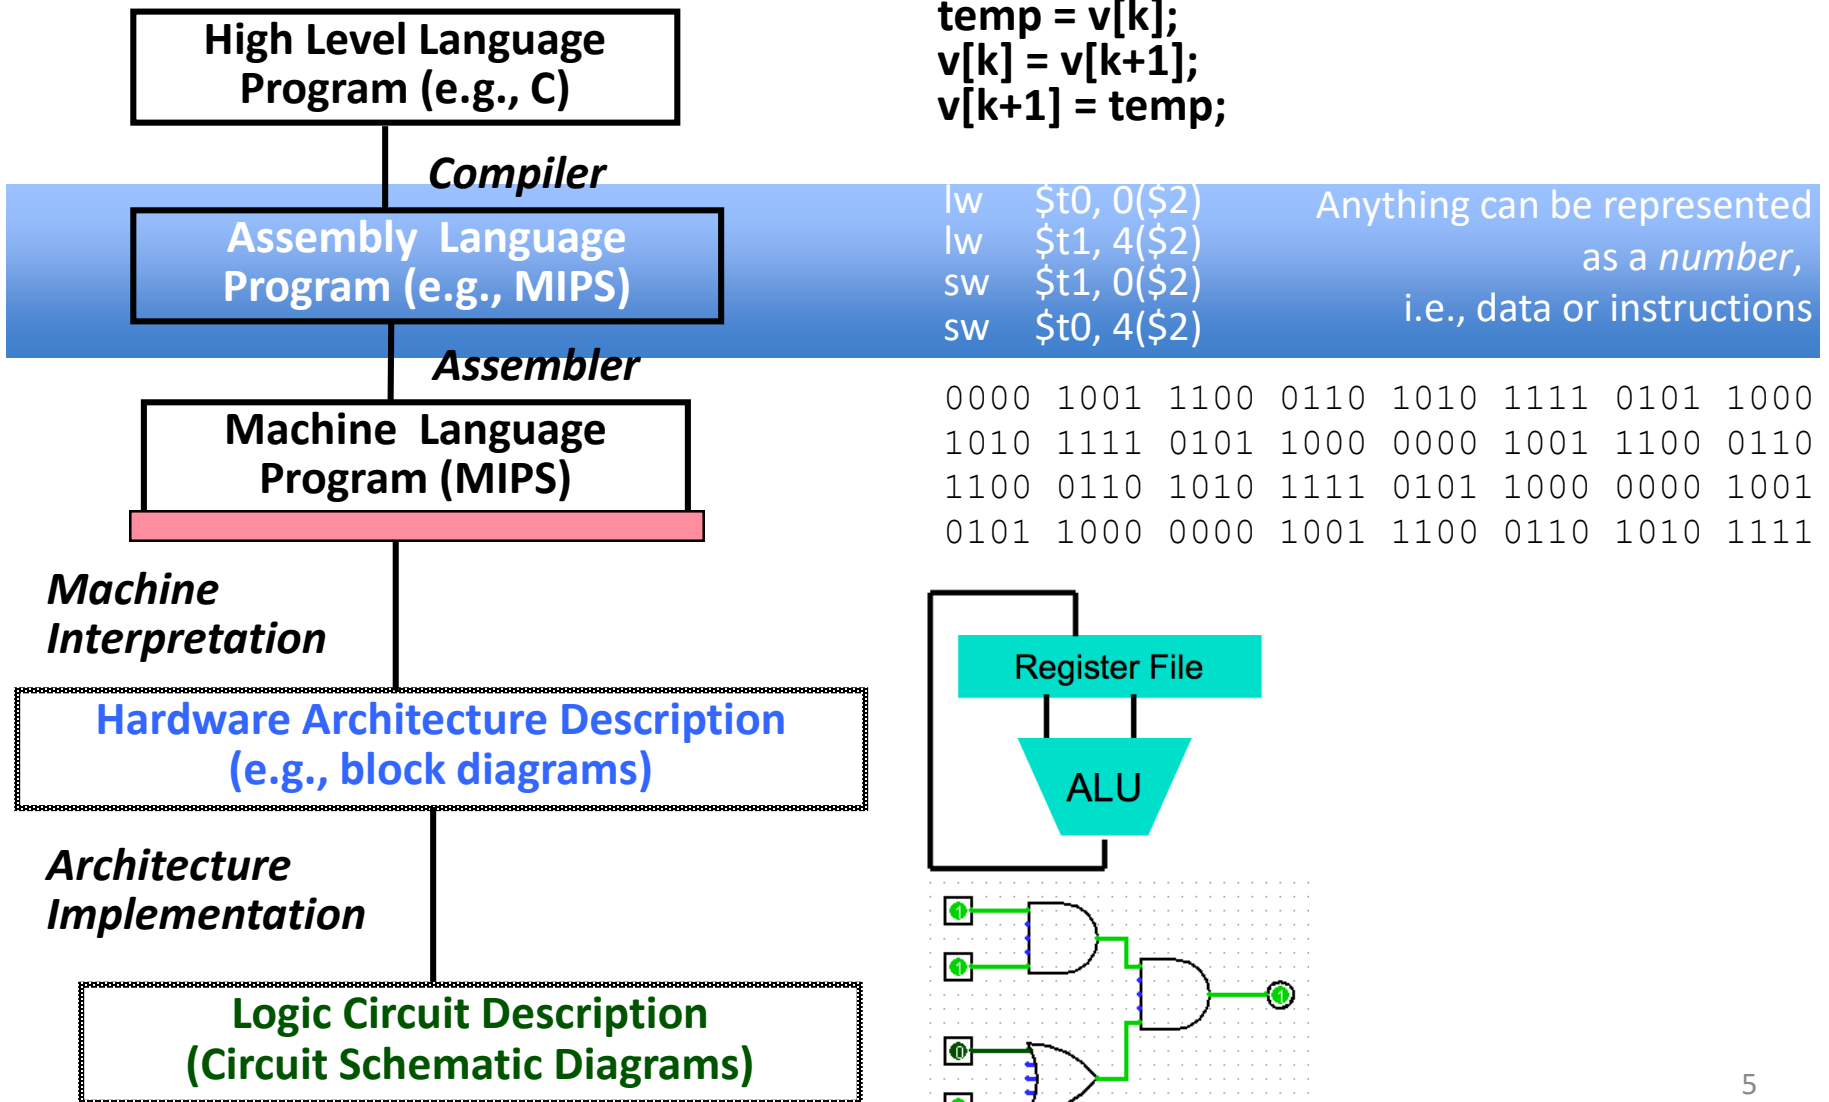 High Level Language
Program (e.g., C)
temp = v[k];
v[k] = v[k+1];
v[k+1] = temp;
Compiler
Assembly Language
Program (e.g., MIPS)
lw $t0, 0($2)
lw $t1, 4($2)
sw $t1, 0($2)
sw $t0, 4($2)
Anything can be represented
as a number,
i.e., data or instructions
Assembler
Machine Language
Program (MIPS)
0000 1001 1100 0110 1010 1111 0101 1000
1010 1111 0101 1000 0000 1001 1100 0110
1100 0110 1010 1111 0101 1000 0000 1001
0101 1000 0000 1001 1100 0110 1010 1111
Machine
Interpretation
Register File
Hardware Architecture Description
(e.g., block diagrams)
ALU
Architecture
Implementation
1
1
1
0
Logic Circuit Description
(Circuit Schematic Diagrams)
5